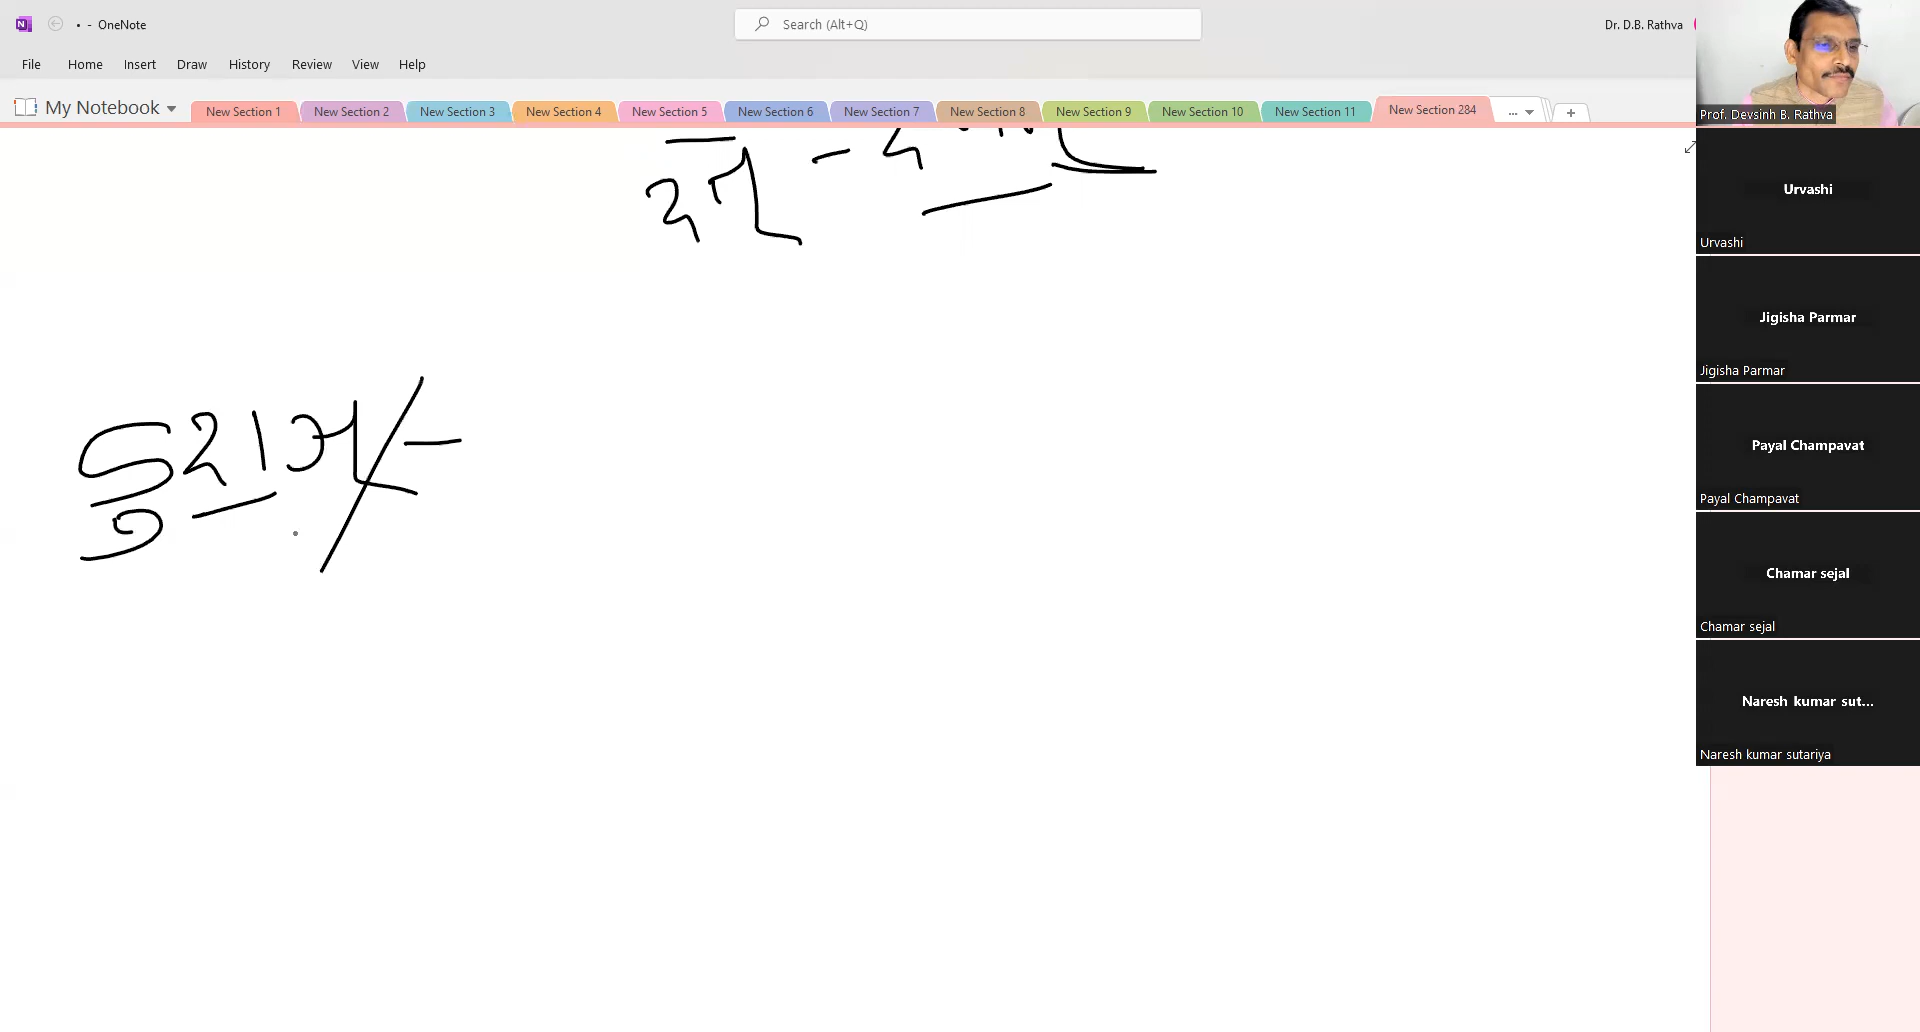 • - OneNote
Search (Alt+Q)
Dr. D.B. Rathva
File Home Insert Draw History Review View Help
My Notebook New Section 1 New Section 2 New Section 3 New Section 4 New Section 5 New Section 6 New Section 7 New Section 8 New Section 9 New Section 10 New Section 11 New Section 284 ...
Prof. Devsinh B. Rathva
Urvashi
Urvashi
Jigisha Parmar
Jigisha Parmar
Payal Champavat
Payal Champavat
Chamar sejal
Chamar sejal
Naresh kumar sut...
Naresh kumar sutariya